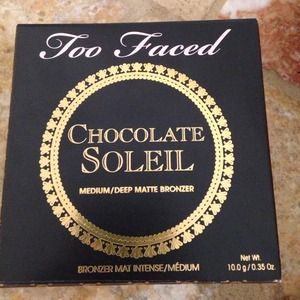 Too Faced
CHOCOLATE
SOLEIL
MEDIUM/DEEP MATTE BRONZER
Net Wt.
10.0 g / 0.35 Oz.
BRONZER MAT INTENSE/MÉDIUM